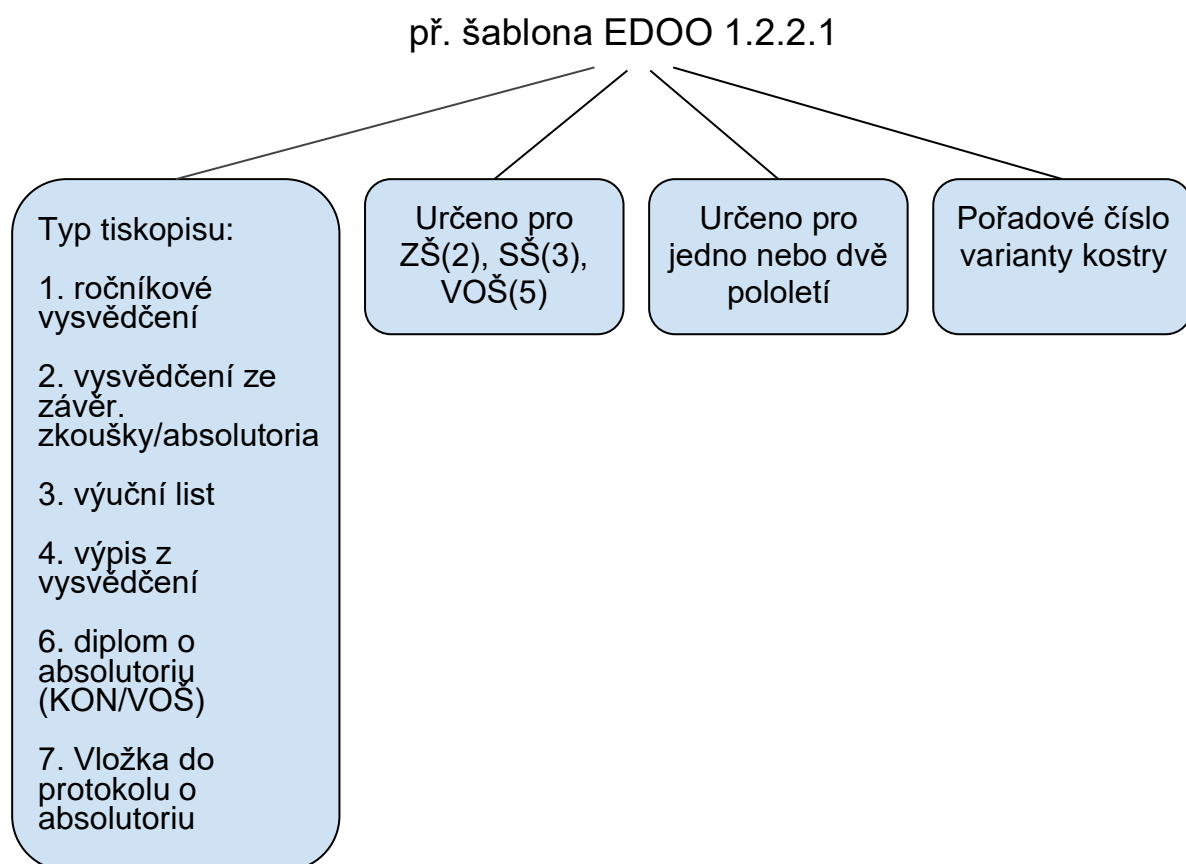 př. šablona EDOO 1.2.2.1
Typ tiskopisu:
1. ročníkové
vysvědčení
2. vysvědčení ze
závěr.
zkoušky/absolutoria
3. výuční list
4. výpis z
vysvědčení
6. diplom o
absolutoriu
(KON/VOŠ)
7. Vložka do
protokolu o
absolutoriu
Určeno pro
ZŠ(2), SŠ(3),
VOŠ(5)
Určeno pro
jedno nebo dvě
pololetí
Pořadové číslo
varianty kostry